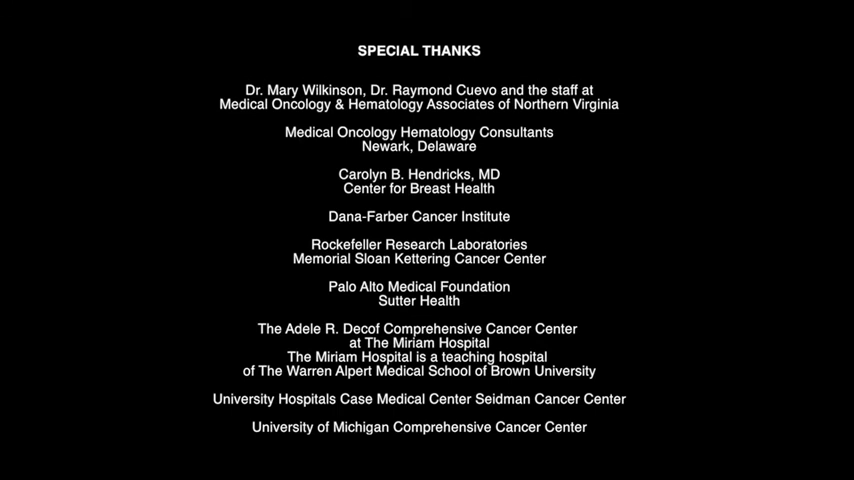 SPECIAL THANKS
Dr. Mary Wilkinson, Dr. Raymond Cuevo and the staff at
Medical Oncology & Hematology Associates of Northern Virginia
Medical Oncology Hematology Consultants
Newark, Delaware
Carolyn B. Hendricks, MD
Center for Breast Health
Dana-Farber Cancer Institute
Rockefeller Research Laboratories
Memorial Sloan Kettering Cancer Center
Palo Alto Medical Foundation
Sutter Health
The Adele R. Decof Comprehensive Cancer Center
at The Miriam Hospital
The Miriam Hospital is a teaching hospital
of The Warren Alpert Medical School of Brown University
University Hospitals Case Medical Center Seidman Cancer Center
University of Michigan Comprehensive Cancer Center